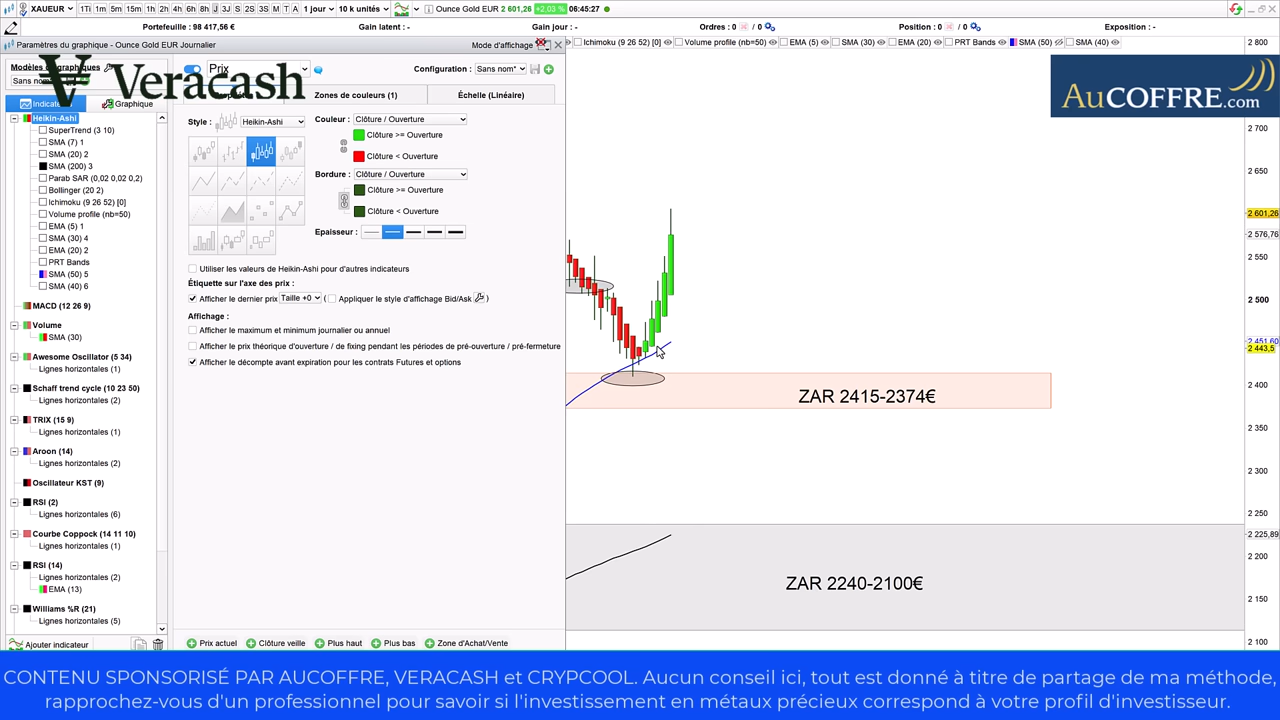 XAUEUR 1Ti 1m 5m 15m 1h 2h 4h 6h 8h J 3J 1S 2S 3S M T A 1 jour 10 k unités Ounce Gold EUR 2 601,26 +2,03 % 06:45:27
Portefeuille : 98 417,56 € Gain latent : - Gain jour : - Ordres : 0 / 0 Position : 0 / 0 Exposition : -
Paramètres du graphique - Ounce Gold EUR Journalier Mode d'affichage
Ichimoku (9 26 52) [0] Volume profile (nb=50) EMA (5) SMA (30) EMA (20) PRT Bands SMA (50) SMA (40)
Veracash
AuCOFFRE.com
Prix
Configuration : Sans nom*
Sans nom
Indicate
Graphique
Zones de couleurs (1)
Échelle (Linéaire)
Heikin-Ashi
SuperTrend (3 10)
SMA (7) 1
SMA (20) 2
SMA (200) 3
Parab SAR (0,02 0,02 0,2)
Bollinger (20 2)
Ichimoku (9 26 52) [0]
Volume profile (nb=50)
EMA (5) 1
SMA (30) 4
EMA (20) 2
PRT Bands
SMA (50) 5
SMA (40) 6
MACD (12 26 9)
Volume
SMA (30)
Awesome Oscillator (5 34)
Lignes horizontales (1)
Schaff trend cycle (10 23 50)
Lignes horizontales (2)
TRIX (15 9)
Lignes horizontales (1)
Aroon (14)
Lignes horizontales (2)
Oscillateur KST (9)
RSI (2)
Lignes horizontales (6)
Courbe Coppock (14 11 10)
Lignes horizontales (1)
RSI (14)
Lignes horizontales (2)
EMA (13)
Williams %R (21)
Lignes horizontales (5)
Ajouter indicateur
Style : Heikin-Ashi
Couleur : Clôture / Ouverture
Clôture >= Ouverture
Clôture < Ouverture
Bordure : Clôture / Ouverture
Clôture >= Ouverture
Clôture < Ouverture
Epaisseur :
Utiliser les valeurs de Heikin-Ashi pour d'autres indicateurs
Étiquette sur l'axe des prix :
Afficher le dernier prix Taille +0 ( Appliquer le style d'affichage Bid/Ask )
Affichage :
Afficher le maximum et minimum journalier ou annuel
Afficher le prix théorique d'ouverture / de fixing pendant les périodes de pré-ouverture / pré-fermeture
Afficher le décompte avant expiration pour les contrats Futures et options
Prix actuel Clôture veille Plus haut Plus bas Zone d'Achat/Vente
ZAR 2415-2374€
ZAR 2240-2100€
2 800
2 700
2 650
2 601,26
2 576,76
2 550
2 500
2 451,60
2 443,5
2 400
2 350
2 300
2 250
2 225,89
2 200
2 150
2 100
CONTENU SPONSORISÉ PAR AUCOFFRE, VERACASH et CRYPCOOL. Aucun conseil ici, tout est donné à titre de partage de ma méthode,
rapprochez-vous d'un professionnel pour savoir si l'investissement en métaux précieux correspond à votre profil d'investisseur.